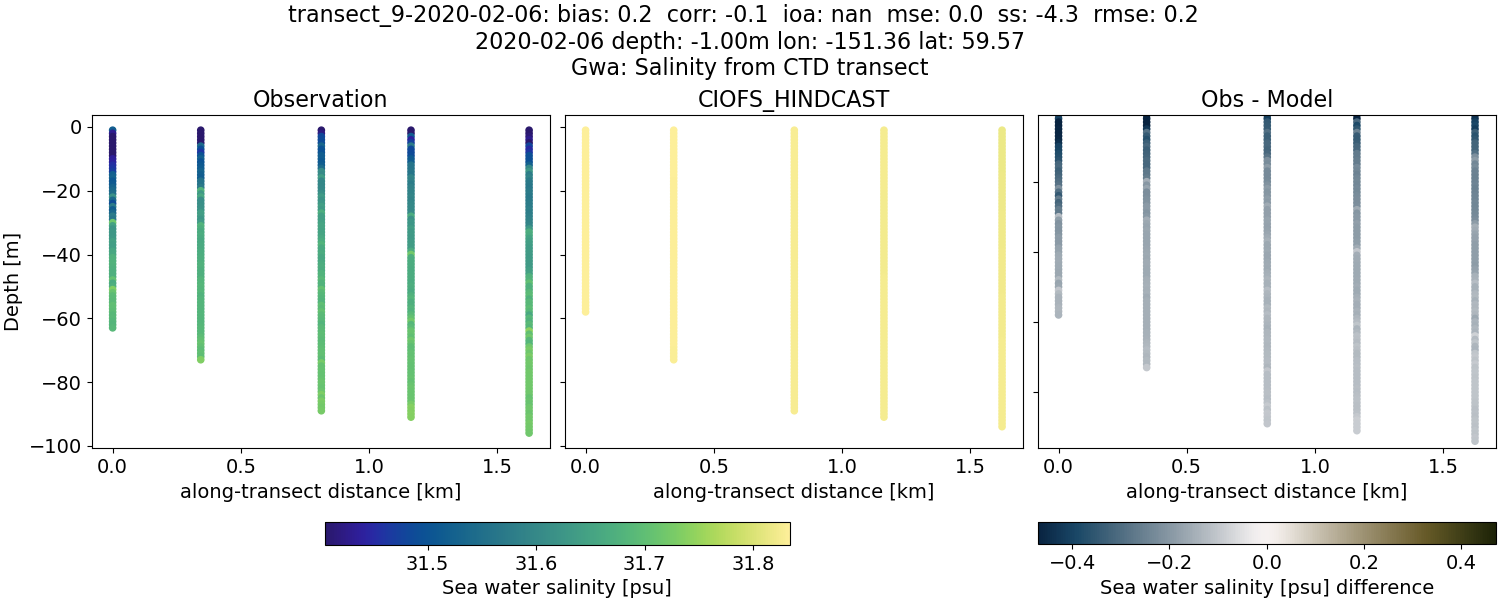 transect_9-2020-02-06: bias: 0.2  corr: -0.1  ioa: nan  mse: 0.0  ss: -4.3  rmse: 0.2
2020-02-06 depth: -1.00m lon: -151.36 lat: 59.57
Gwa: Salinity from CTD transect
Observation
CIOFS_HINDCAST
Obs - Model
Depth [m]
0
−20
−40
−60
−80
−100
0.0 0.5 1.0 1.5
0.0 0.5 1.0 1.5
0.0 0.5 1.0 1.5
along-transect distance [km]
along-transect distance [km]
along-transect distance [km]
31.5 31.6 31.7 31.8
Sea water salinity [psu]
−0.4 −0.2 0.0 0.2 0.4
Sea water salinity [psu] difference